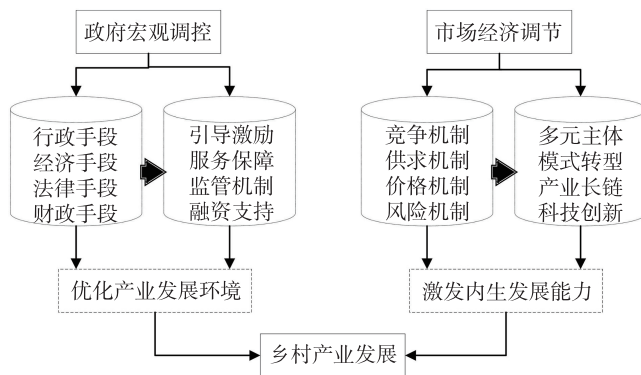 政府宏观调控
市场经济调节
行政手段
经济手段
法律手段
财政手段
引导激励
服务保障
监管机制
融资支持
竞争机制
供求机制
价格机制
风险机制
多元主体
模式转型
产业长链
科技创新
优化产业发展环境
激发内生发展能力
乡村产业发展